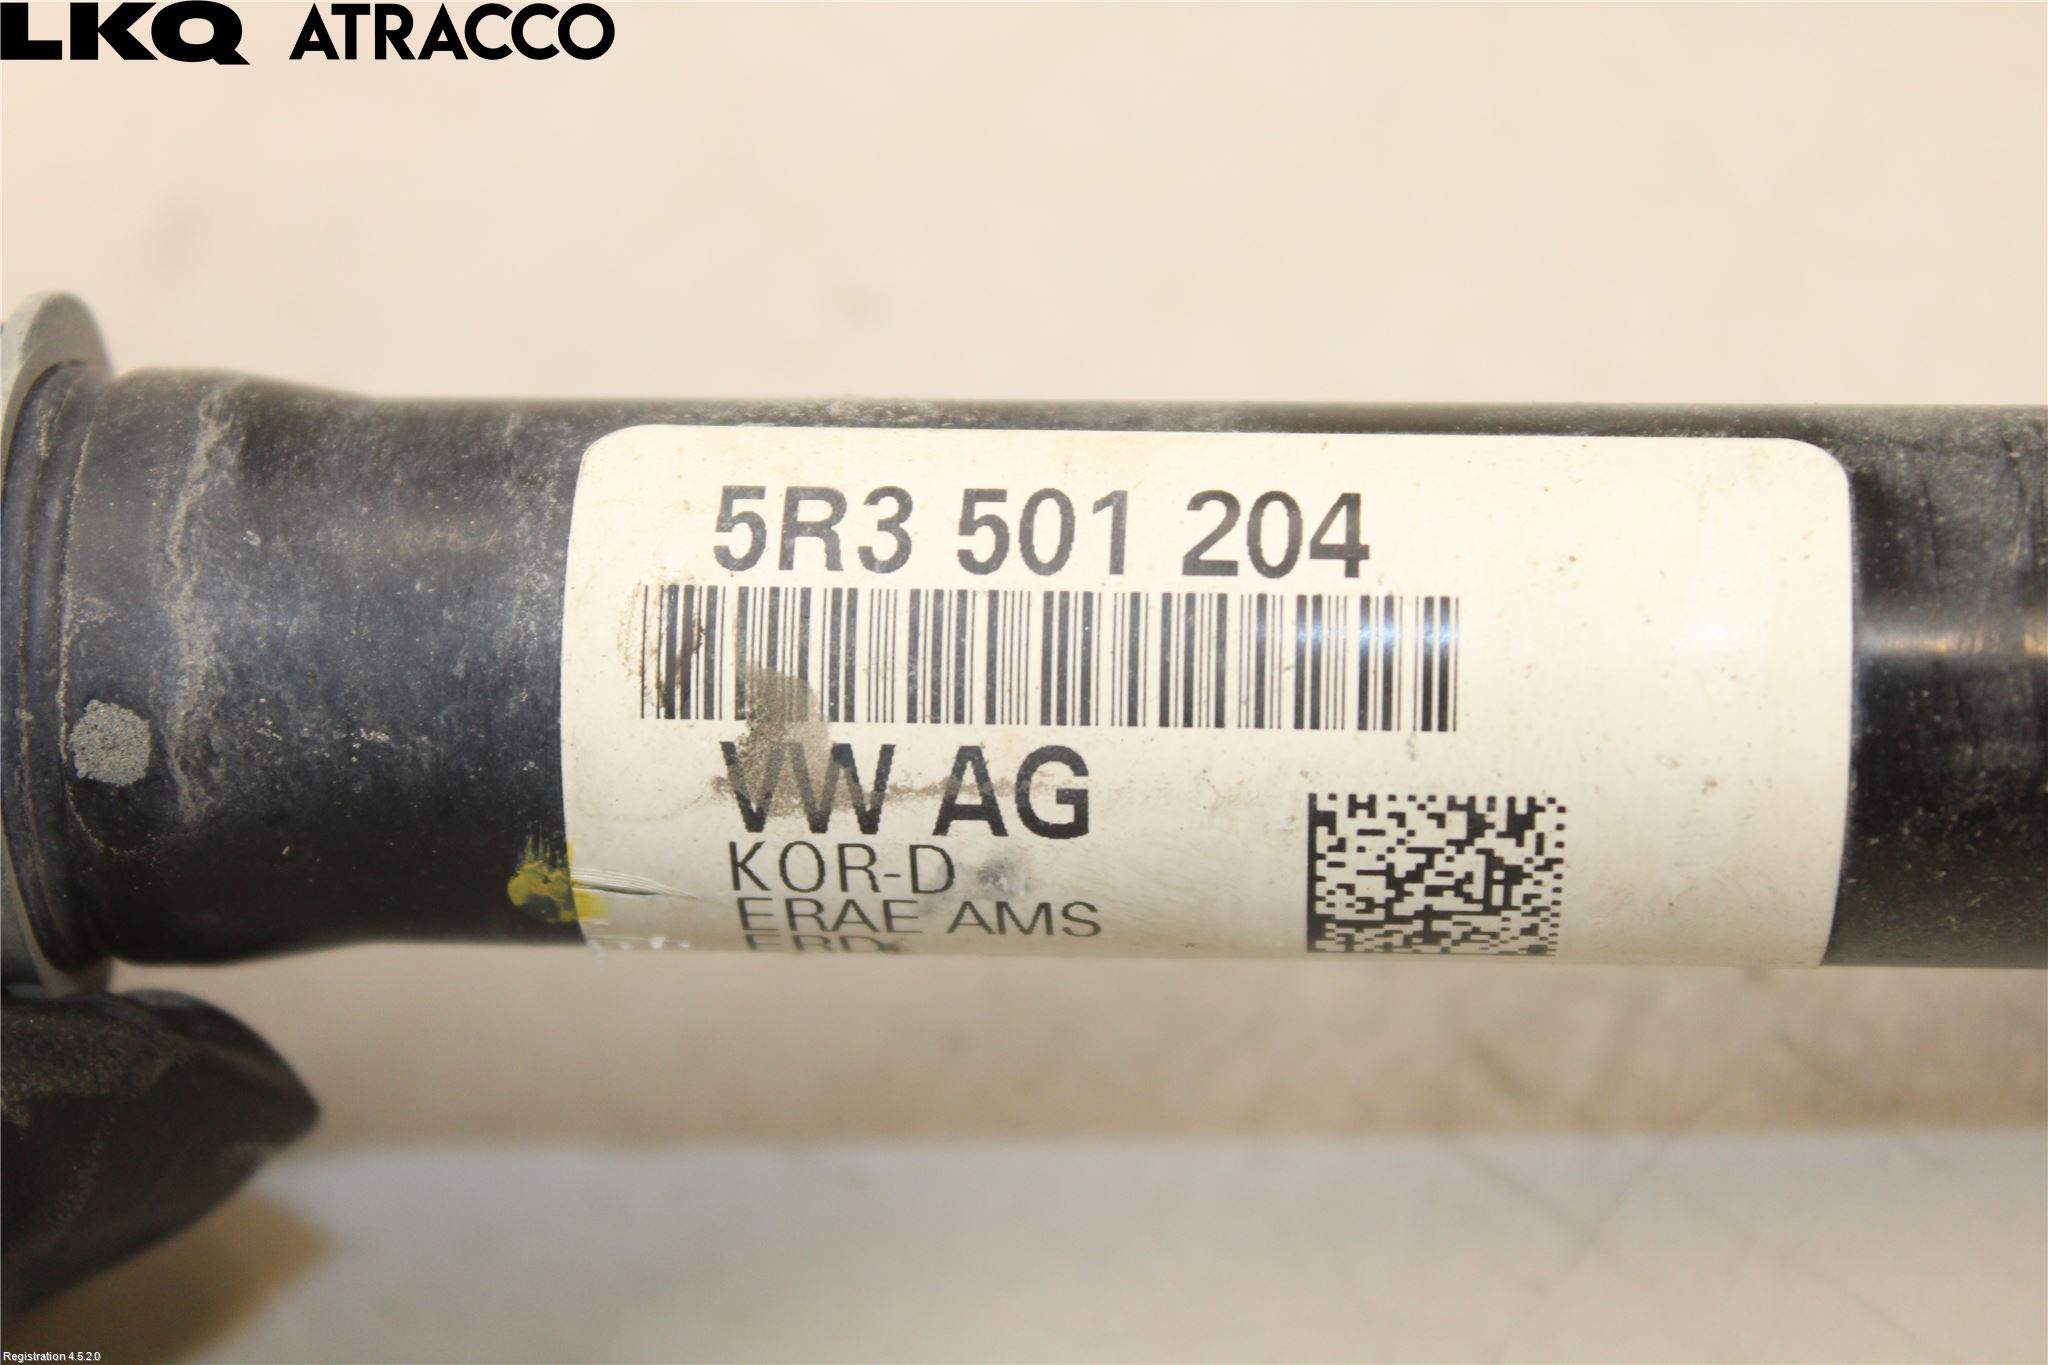 LKQ ATRACCO
5R3 501 204
VW AG
KOR-D
ERAE AMS
Registration 4.5.2.0